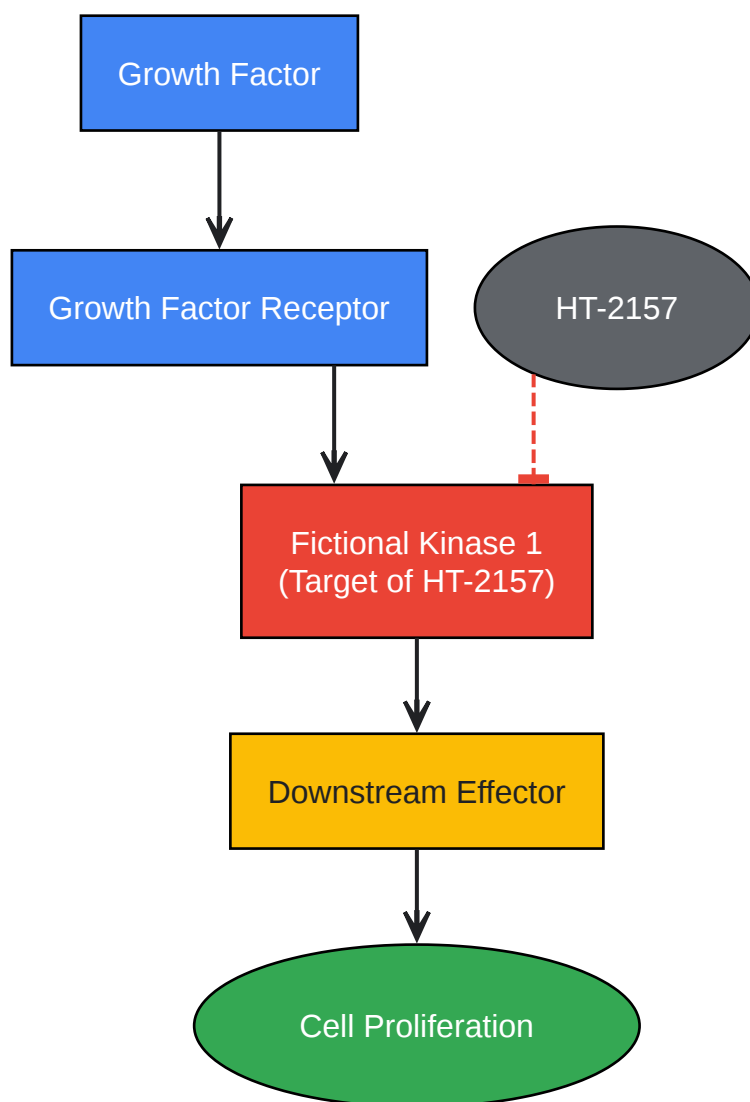 Growth Factor
Growth Factor Receptor
HT-2157
Fictional Kinase 1
(Target of HT-2157)
Downstream Effector
Cell Proliferation